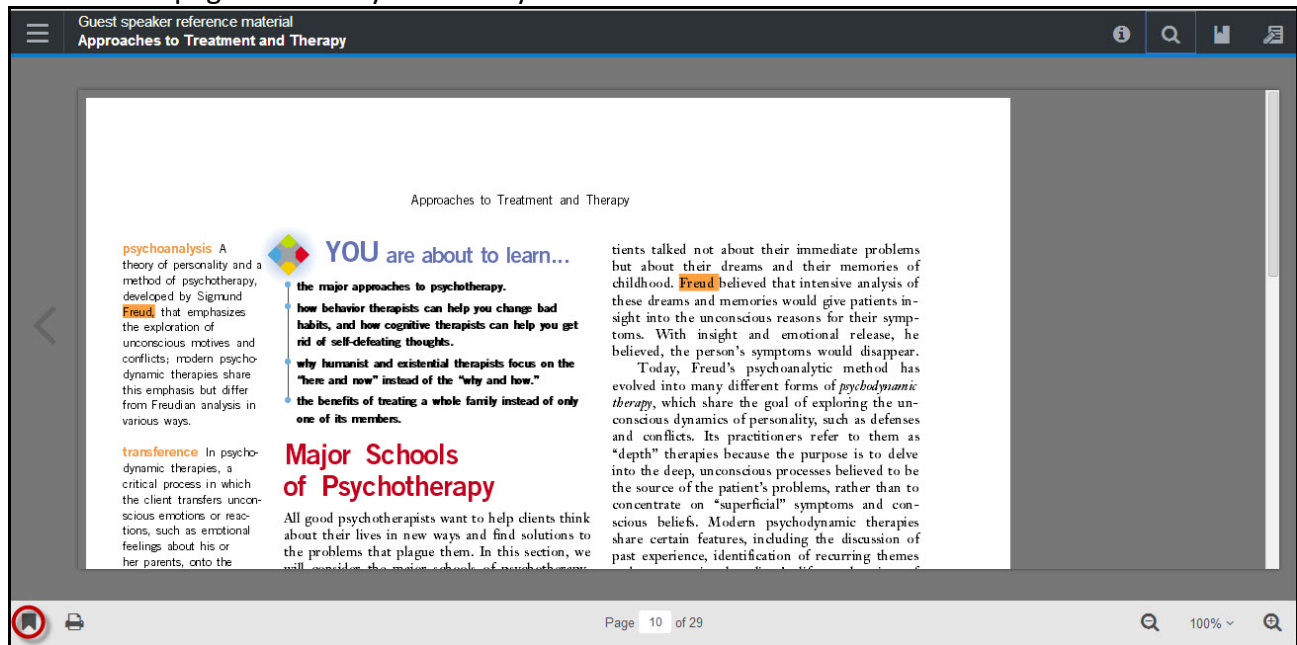 Guest speaker reference material
Approaches to Treatment and Therapy
Approaches to Treatment and Therapy
psychoanalysis A
theory of personality and a
method of psychotherapy,
developed by Sigmund
Freud, that emphasizes
the exploration of
unconscious motives and
conflicts; modern psycho-
dynamic therapies share
this emphasis but differ
from Freudian analysis in
various ways.
transference In psycho-
dynamic therapies, a
critical process in which
the client transfers uncon-
scious emotions or reac-
tions, such as emotional
feelings about his or
her parents, onto the
YOU are about to learn...
the major approaches to psychotherapy.
how behavior therapists can help you change bad
habits, and how cognitive therapists can help you get
rid of self-defeating thoughts.
why humanist and existential therapists focus on the
"here and now" instead of the "why and how."
the benefits of treating a whole family instead of only
one of its members.
Major Schools
of Psychotherapy
All good psychotherapists want to help clients think
about their lives in new ways and find solutions to
the problems that plague them. In this section, we
will consider the major schools of psychotherapy.
tients talked not about their immediate problems
but about their dreams and their memories of
childhood. Freud believed that intensive analysis of
these dreams and memories would give patients in-
sight into the unconscious reasons for their symp-
toms. With insight and emotional release, he
believed, the person's symptoms would disappear.
Today, Freud's psychoanalytic method has
evolved into many different forms of psychodynamic
therapy, which share the goal of exploring the un-
conscious dynamics of personality, such as defenses
and conflicts. Its practitioners refer to them as
"depth" therapies because the purpose is to delve
into the deep, unconscious processes believed to be
the source of the patient's problems, rather than to
concentrate on "superficial" symptoms and con-
scious beliefs. Modern psychodynamic therapies
share certain features, including the discussion of
past experience, identification of recurring themes
Page 10 of 29
100%